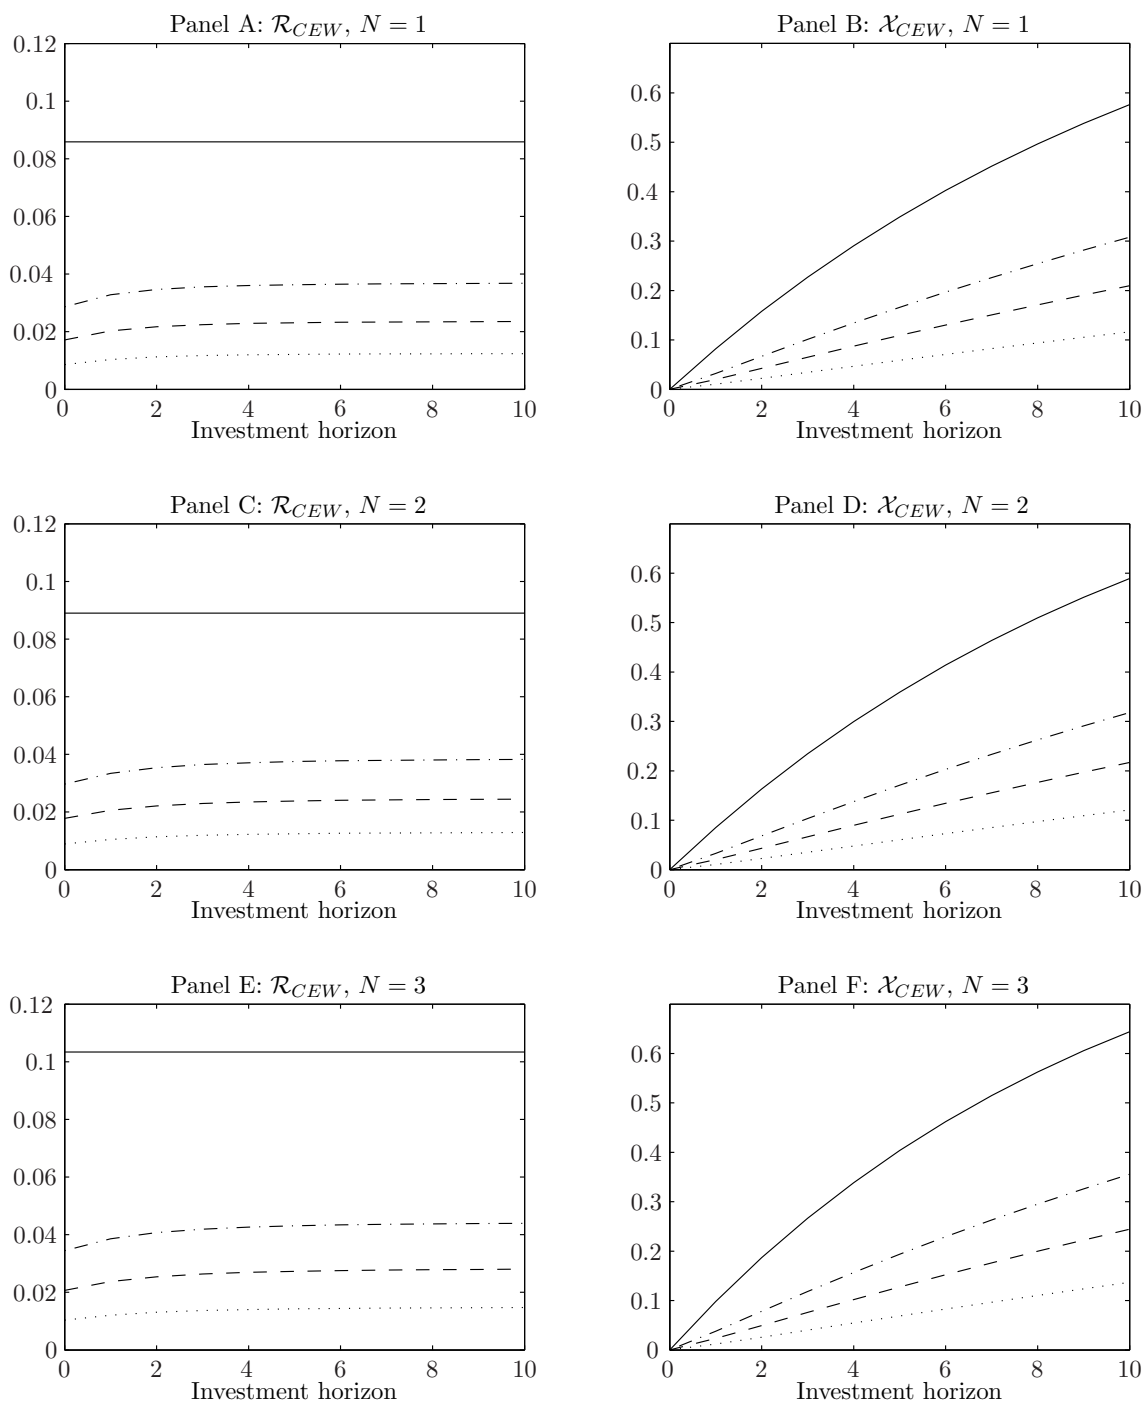 Panel A: R_CEW, N = 1
0.12
0.1
0.08
0.06
0.04
0.02
0
0 2 4 6 8 10
Investment horizon
Panel B: X_CEW, N = 1
0.6
0.5
0.4
0.3
0.2
0.1
0
0 2 4 6 8 10
Investment horizon
Panel C: R_CEW, N = 2
0.12
0.1
0.08
0.06
0.04
0.02
0
0 2 4 6 8 10
Investment horizon
Panel D: X_CEW, N = 2
0.6
0.5
0.4
0.3
0.2
0.1
0
0 2 4 6 8 10
Investment horizon
Panel E: R_CEW, N = 3
0.12
0.1
0.08
0.06
0.04
0.02
0
0 2 4 6 8 10
Investment horizon
Panel F: X_CEW, N = 3
0.6
0.5
0.4
0.3
0.2
0.1
0
0 2 4 6 8 10
Investment horizon